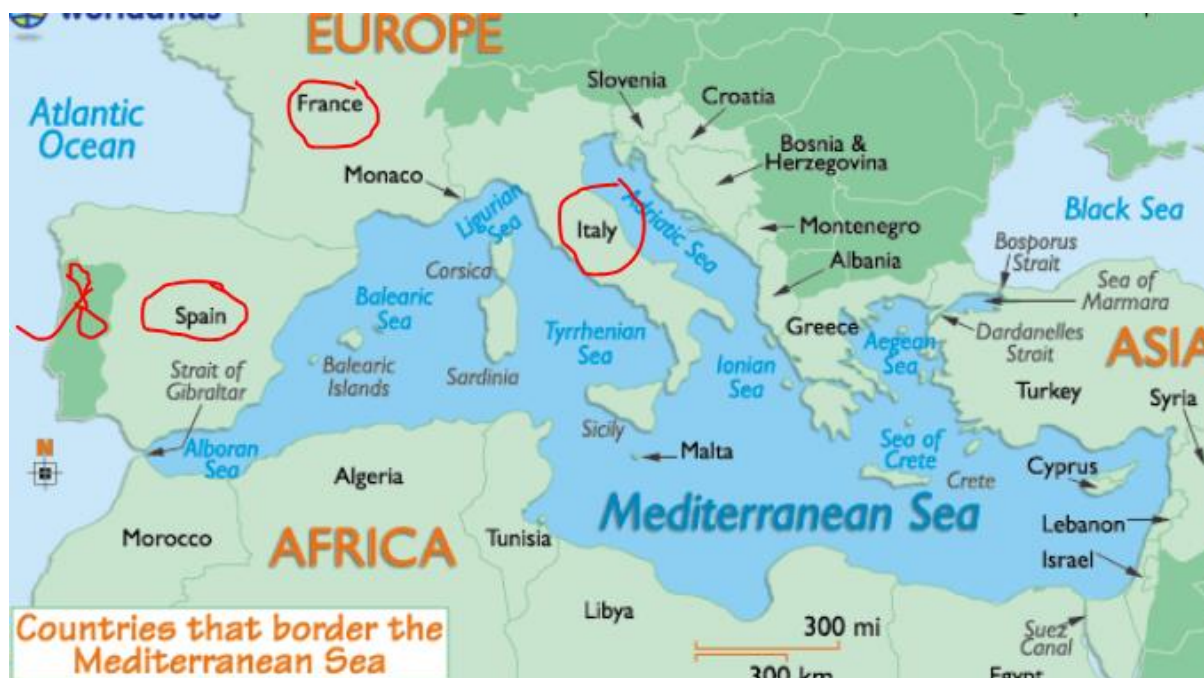 EUROPE
Atlantic
Ocean
France
Slovenia
Croatia
Bosnia &
Herzegovina
Monaco
Ligurian
Sea
Italy
Adriatic Sea
Montenegro
Albania
Black Sea
Bosporus
Strait
Sea of
Marmara
Dardanelles
Strait
ASIA
Corsica
Balearic
Sea
Spain
Tyrrhenian
Sea
Greece
Aegean
Sea
Ionian
Sea
Turkey
Syria
Strait of
Gibraltar
Balearic
Islands
Sardinia
Sicily
Malta
Sea of
Crete
Crete
Cyprus
N
Alboran
Sea
Algeria
Mediterranean Sea
Lebanon
Israel
Morocco
AFRICA
Tunisia
Libya
300 mi
300 km
Suez
Canal
Egypt
Countries that border the
Mediterranean Sea